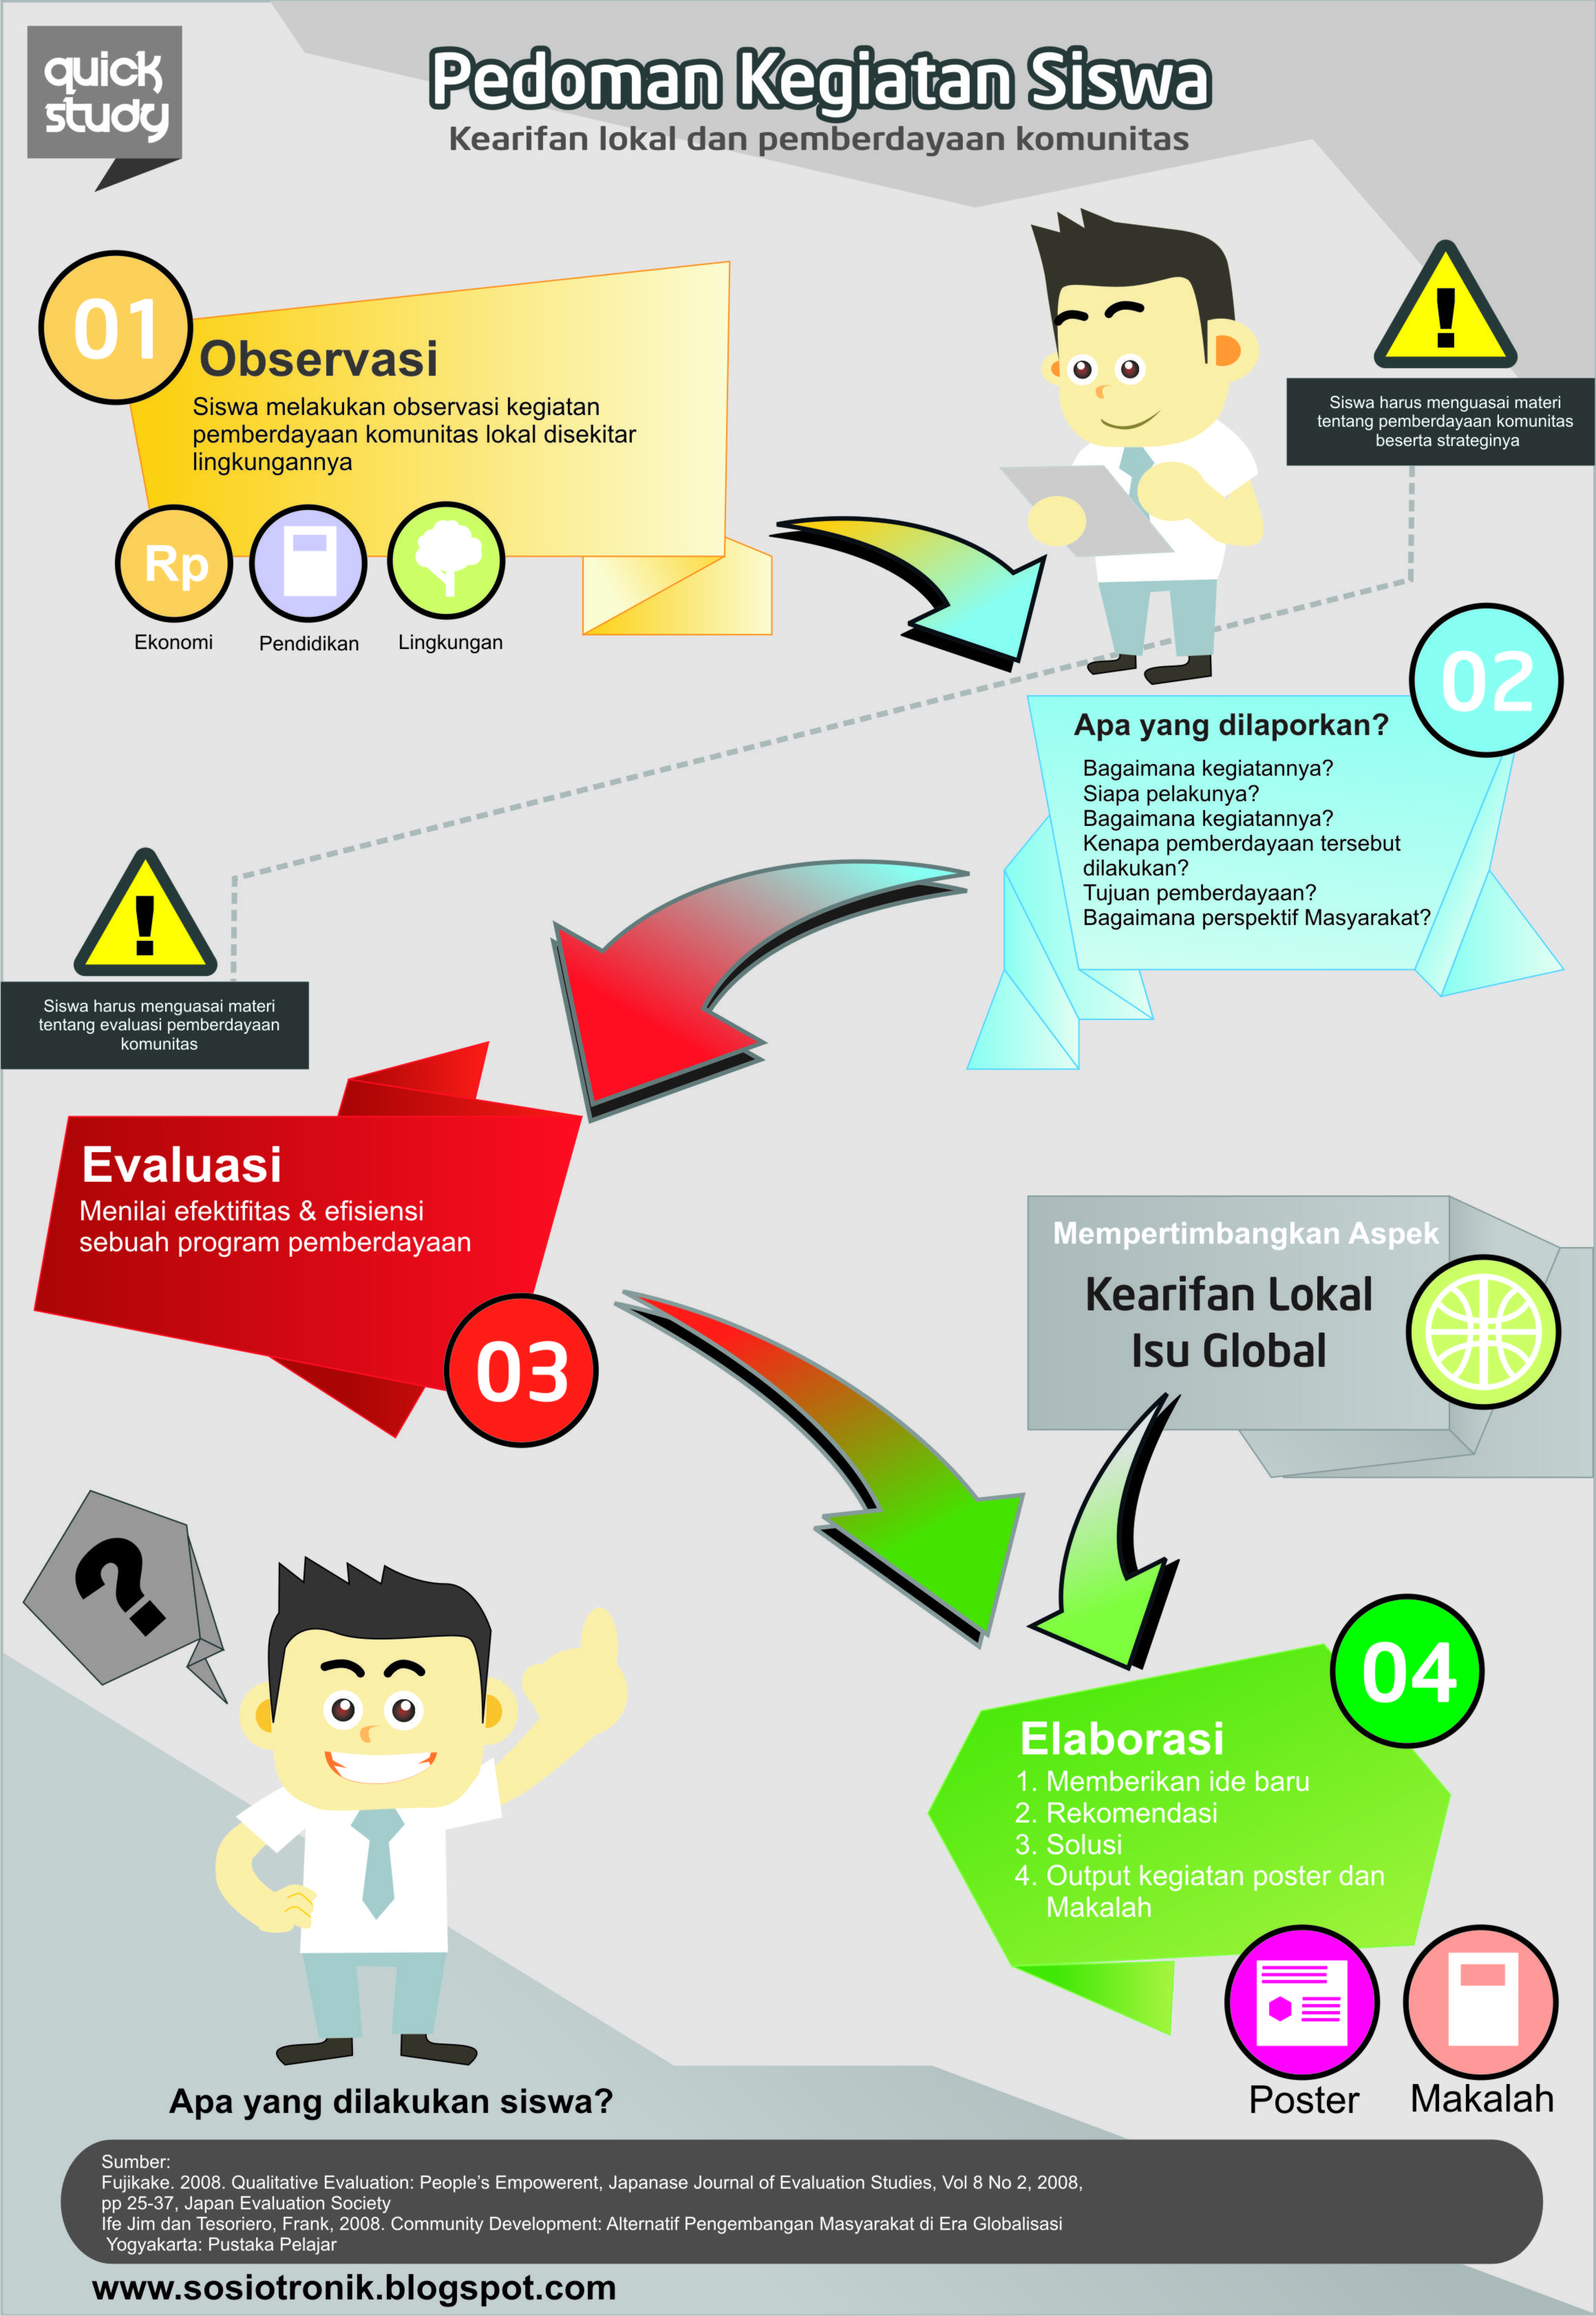 quick
study
Pedoman Kegiatan Siswa
Kearifan lokal dan pemberdayaan komunitas
01
Observasi
Siswa melakukan observasi kegiatan
pemberdayaan komunitas lokal disekitar
lingkungannya
Rp
Ekonomi
Pendidikan
Lingkungan
!
Siswa harus menguasai materi
tentang pemberdayaan komunitas
beserta strateginya
02
Apa yang dilaporkan?
Bagaimana kegiatannya?
Siapa pelakunya?
Bagaimana kegiatannya?
Kenapa pemberdayaan tersebut
dilakukan?
Tujuan pemberdayaan?
Bagaimana perspektif Masyarakat?
!
Siswa harus menguasai materi
tentang evaluasi pemberdayaan
komunitas
Evaluasi
Menilai efektifitas & efisiensi
sebuah program pemberdayaan
03
Mempertimbangkan Aspek
Kearifan Lokal
Isu Global
?
04
Elaborasi
1. Memberikan ide baru
2. Rekomendasi
3. Solusi
4. Output kegiatan poster dan
Makalah
Poster
Makalah
Apa yang dilakukan siswa?
Sumber:
Fujikake. 2008. Qualitative Evaluation: People's Empowerent, Japanase Journal of Evaluation Studies, Vol 8 No 2, 2008,
pp 25-37, Japan Evaluation Society
Ife Jim dan Tesoriero, Frank, 2008. Community Development: Alternatif Pengembangan Masyarakat di Era Globalisasi
Yogyakarta: Pustaka Pelajar
www.sosiotronik.blogspot.com